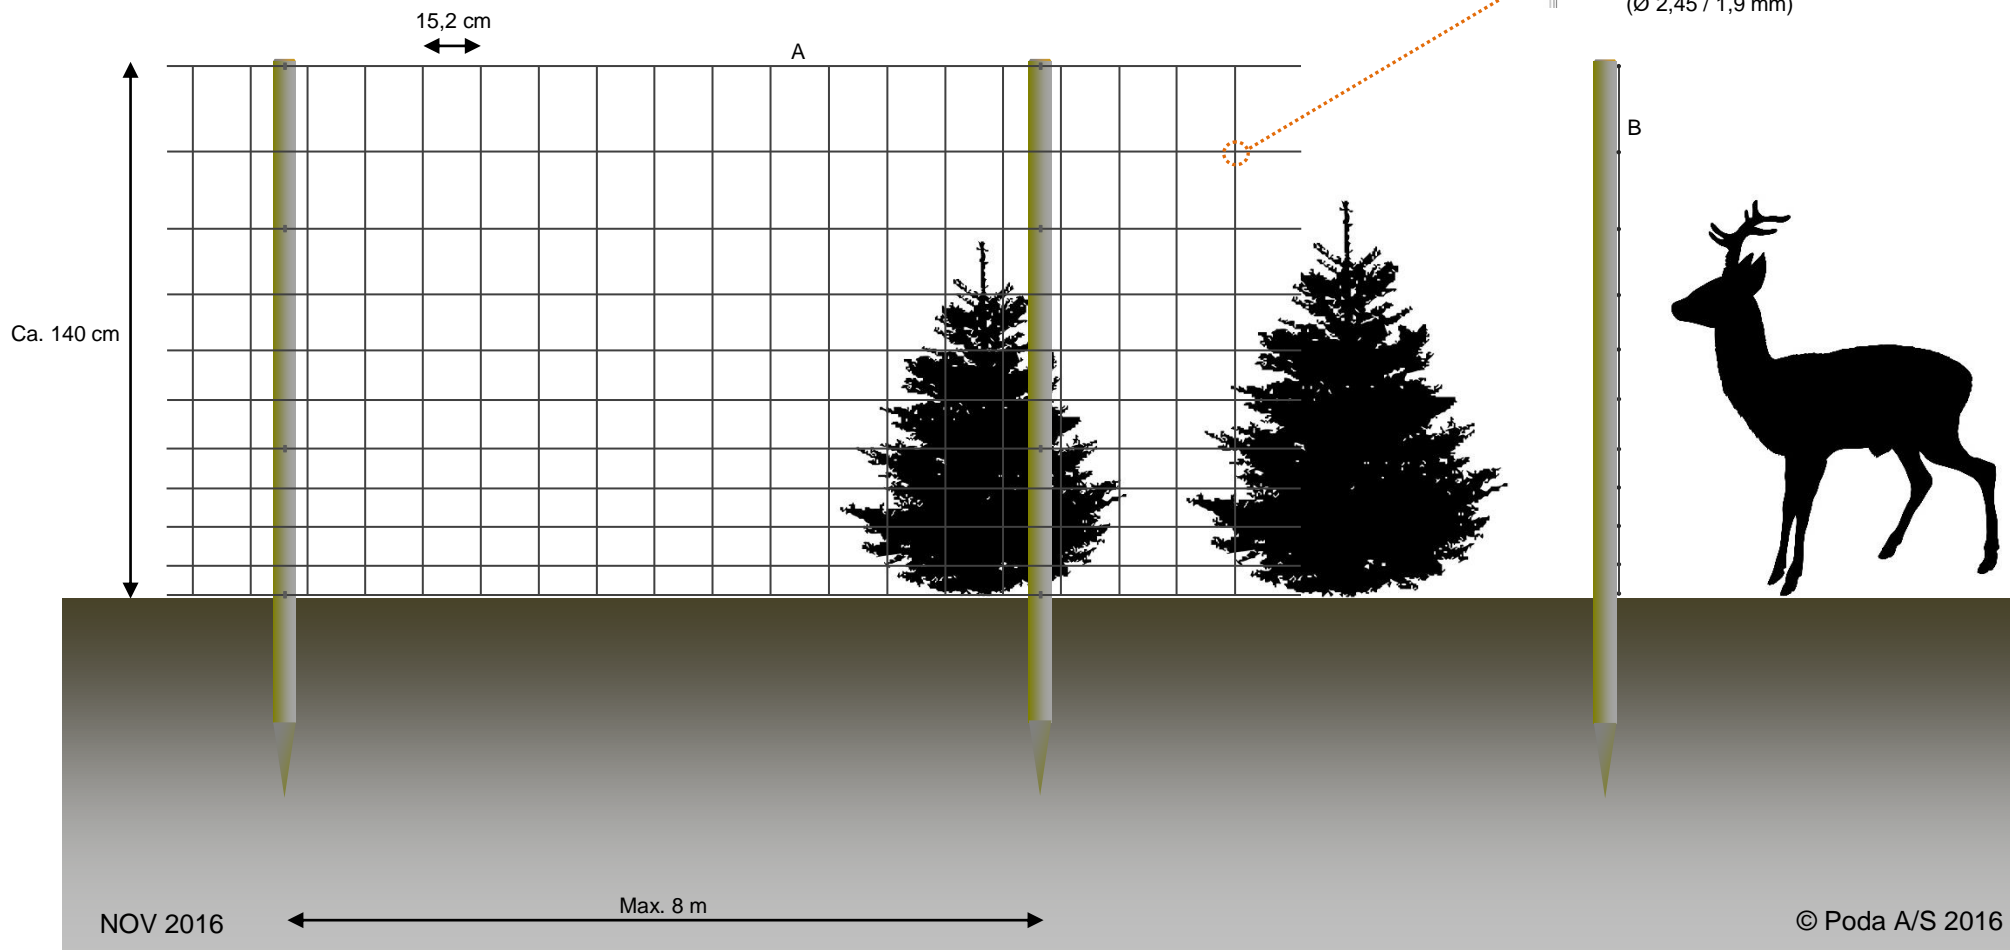 (Ø 2,45 / 1,9 mm)
15,2 cm
A
B
Ca. 140 cm
Max. 8 m
NOV 2016
© Poda A/S 2016